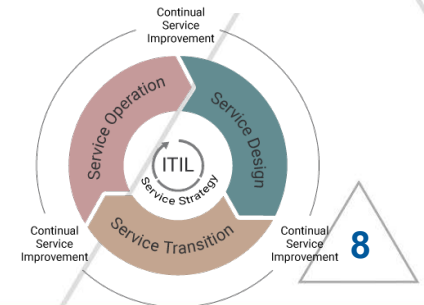 Continual
Service
Improvement
Service Operation
Service Design
ITIL
Service Strategy
Service Transition
Continual
Service
Improvement
Continual
Service
Improvement
8